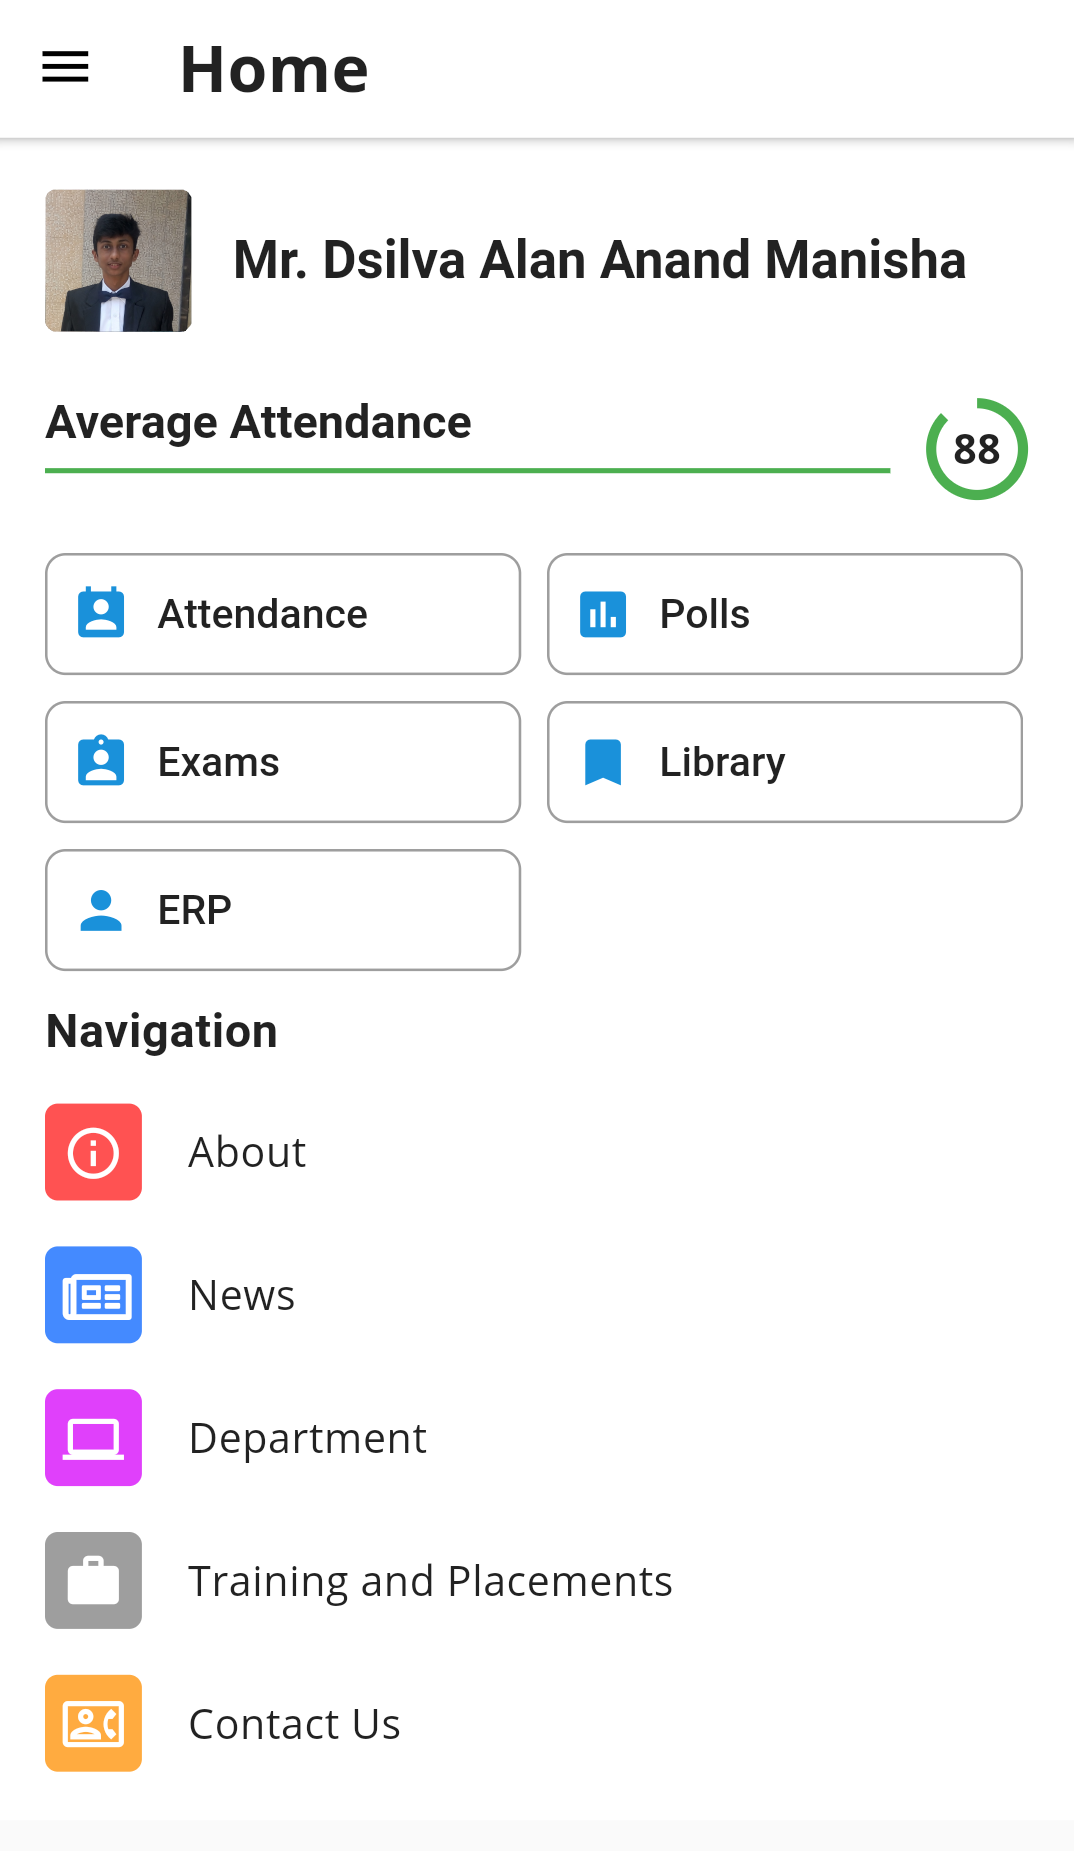 Home
Mr. Dsilva Alan Anand Manisha
Average Attendance
88
Attendance
Polls
Exams
Library
ERP
Navigation
About
News
Department
Training and Placements
Contact Us